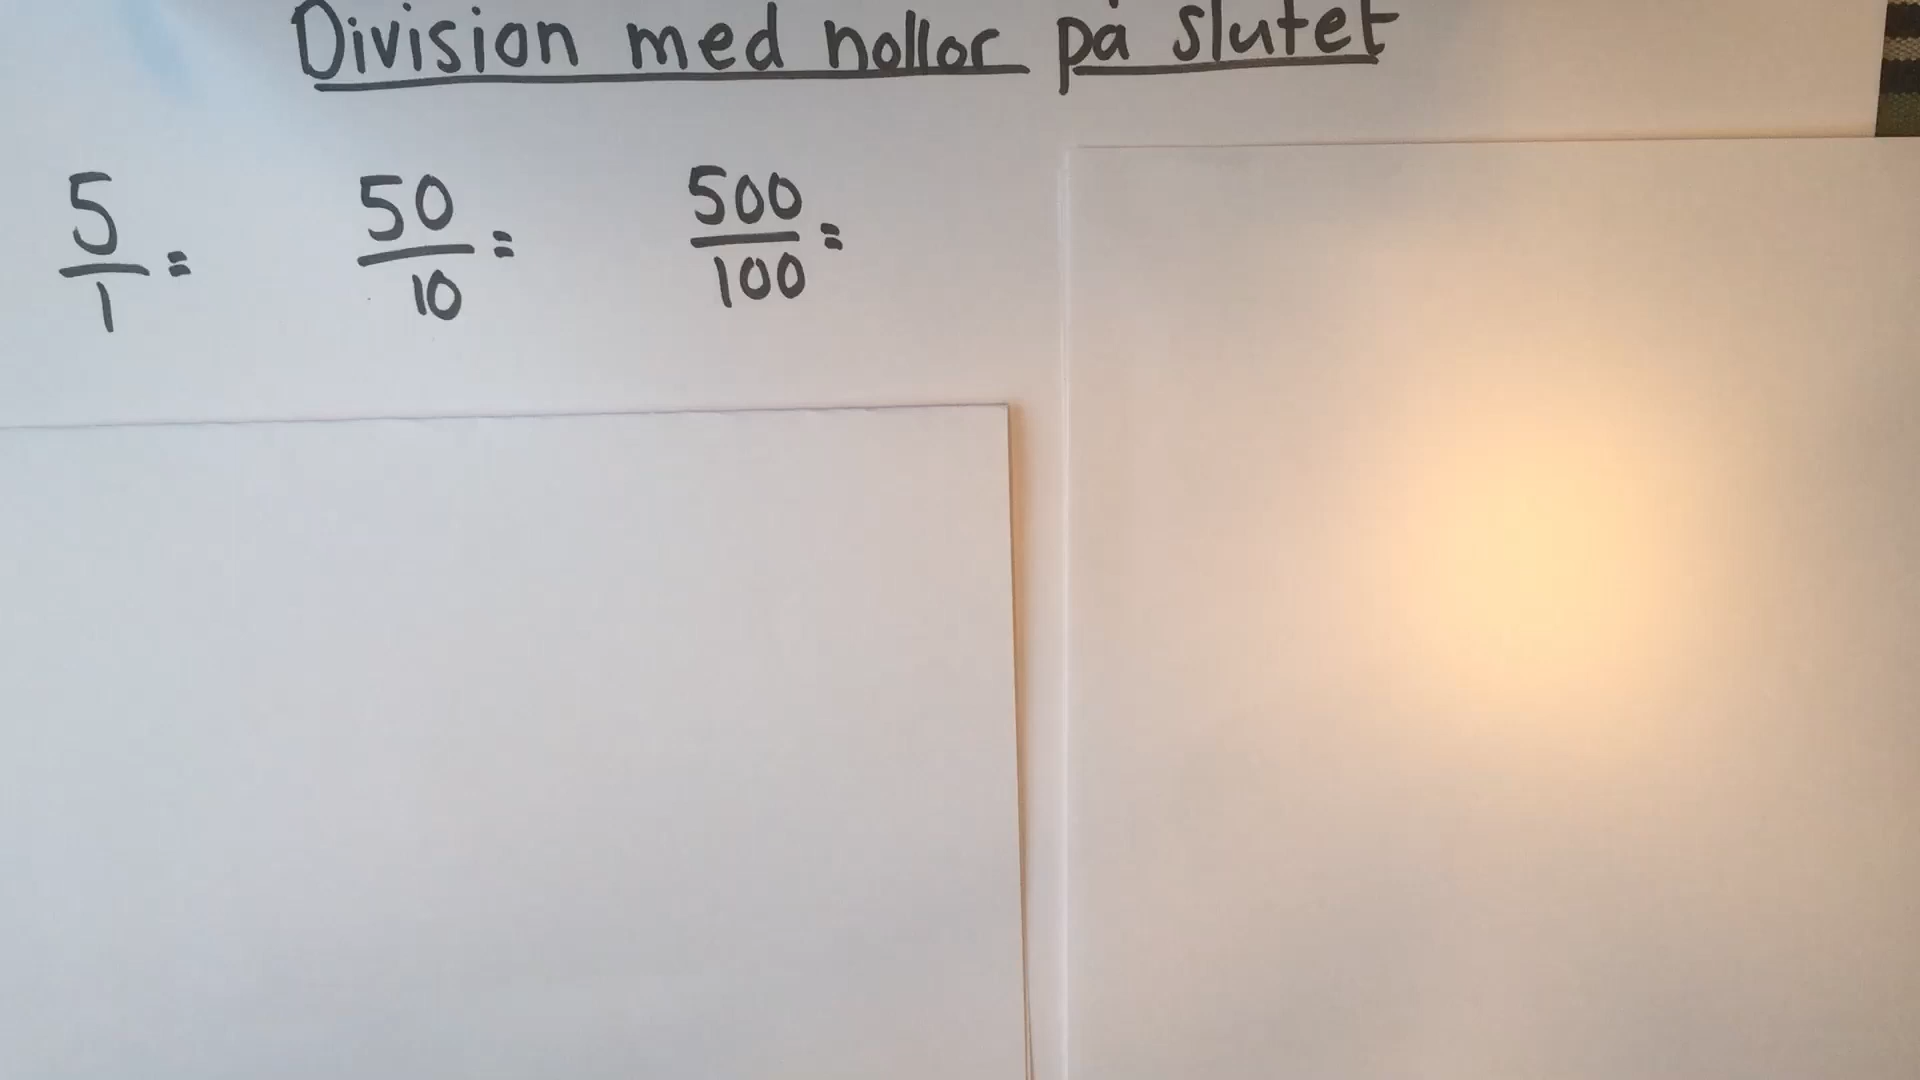 Division med nollor på slutet
5/1 = 50/10 = 500/100 =